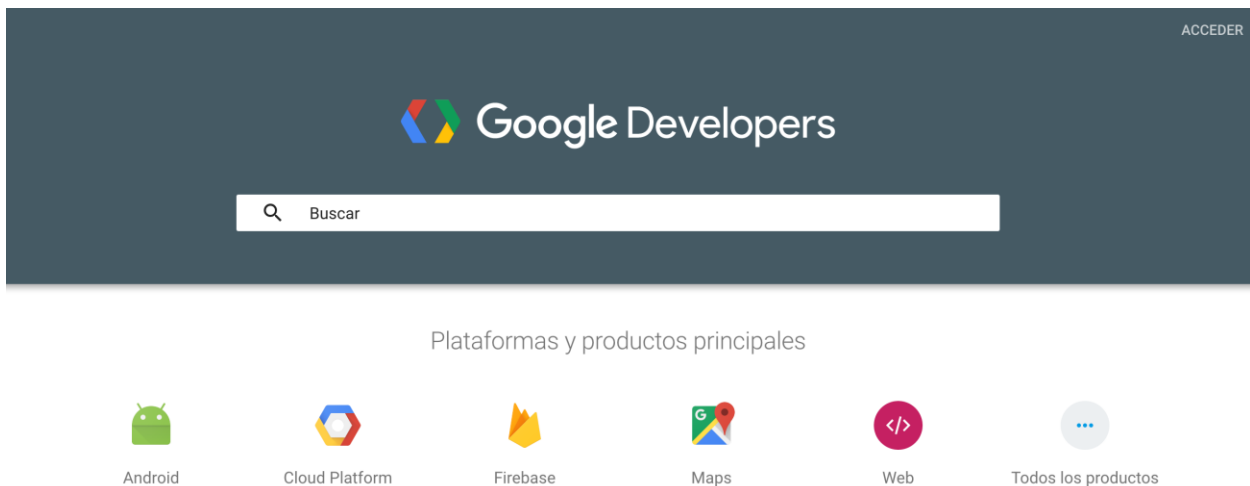 ACCEDER
Google Developers
Buscar
Plataformas y productos principales
G
</>
Android
Cloud Platform
Firebase
Maps
Web
Todos los productos